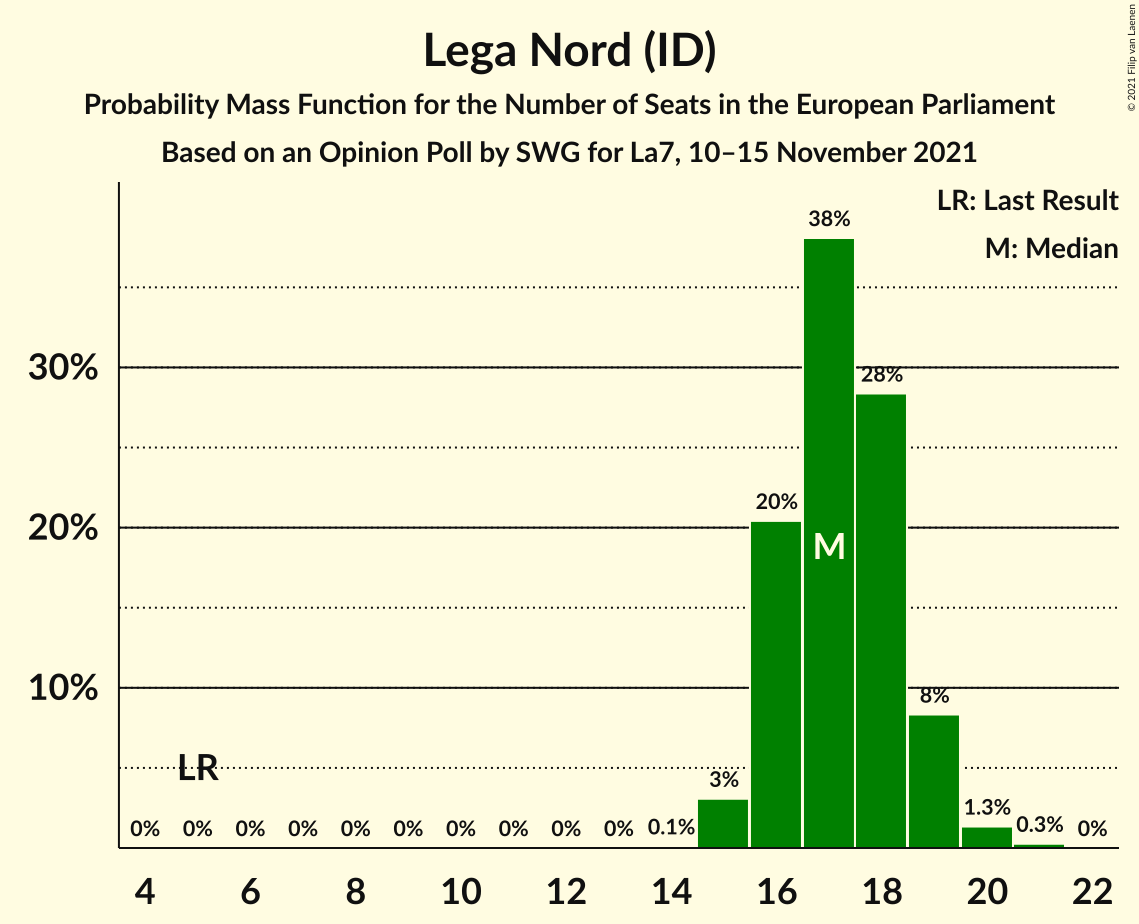 Lega Nord (ID)
Probability Mass Function for the Number of Seats in the European Parliament
Based on an Opinion Poll by SWG for La7, 10–15 November 2021
© 2021 Filip van Laenen
LR: Last Result
M: Median
30%
20%
10%
LR
M
0%
0%
0%
0%
0%
0%
0%
0%
0%
0%
0.1%
3%
20%
38%
28%
8%
1.3%
0.3%
0%
4 6 8 10 12 14 16 18 20 22